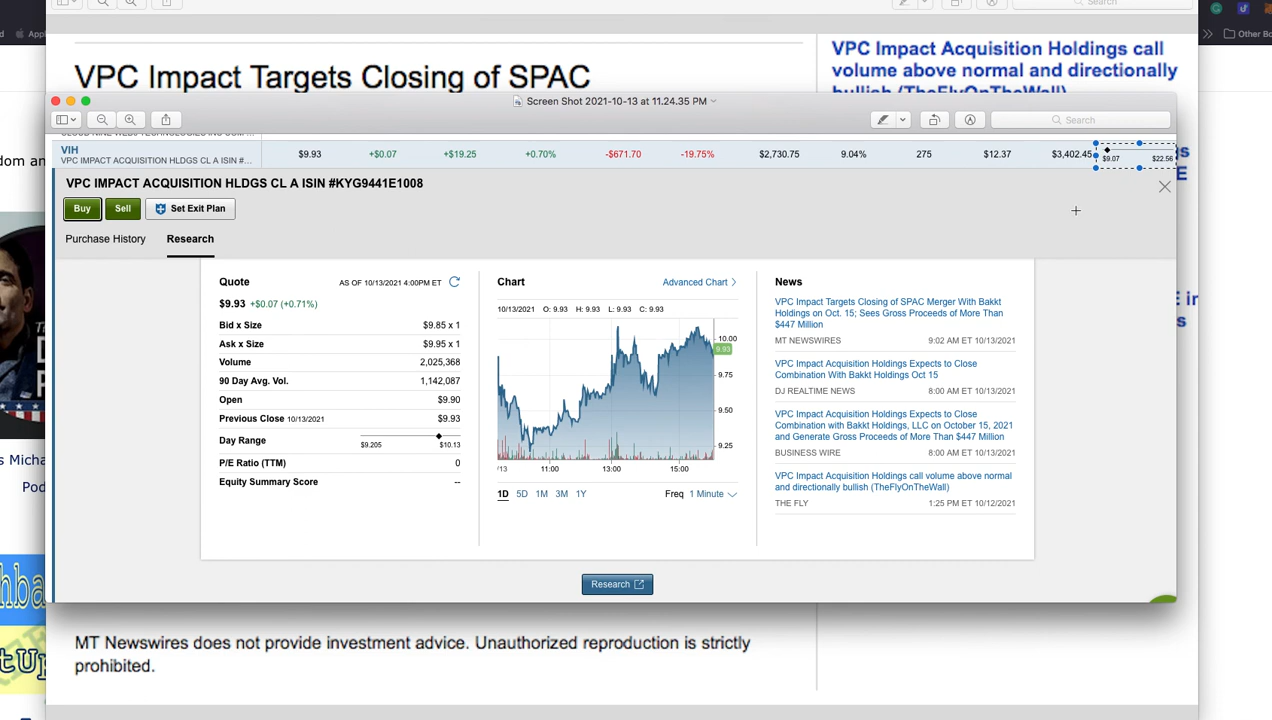 Search
Appl
Other Bo
VPC Impact Targets Closing of SPAC
VPC Impact Acquisition Holdings call
volume above normal and directionally
bullish (TheFlyOnTheWall)
Screen Shot 2021-10-13 at 11.24.35 PM
Search
VIH
VPC IMPACT ACQUISITION HLDGS CL A ISIN #...
$9.93 +$0.07 +$19.25 +0.70% -$671.70 -19.75% $2,730.75 9.04% 275 $12.37 $3,402.45 $9.07 $22.56
VPC IMPACT ACQUISITION HLDGS CL A ISIN #KYG9441E1008
Buy Sell Set Exit Plan
Purchase History Research
Quote AS OF 10/13/2021 4:00PM ET
$9.93 +$0.07 (+0.71%)
Bid x Size $9.85 x 1
Ask x Size $9.95 x 1
Volume 2,025,368
90 Day Avg. Vol. 1,142,087
Open $9.90
Previous Close 10/13/2021 $9.93
Day Range $9.205 $10.13
P/E Ratio (TTM) 0
Equity Summary Score --
Chart Advanced Chart
10/13/2021 O: 9.93 H: 9.93 L: 9.93 C: 9.93
10.00
9.93
9.75
9.50
9.25
/13 11:00 13:00 15:00
1D 5D 1M 3M 1Y Freq 1 Minute
News
VPC Impact Targets Closing of SPAC Merger With Bakkt
Holdings on Oct. 15; Sees Gross Proceeds of More Than
$447 Million
MT NEWSWIRES 9:02 AM ET 10/13/2021
VPC Impact Acquisition Holdings Expects to Close
Combination With Bakkt Holdings Oct 15
DJ REALTIME NEWS 8:00 AM ET 10/13/2021
VPC Impact Acquisition Holdings Expects to Close
Combination with Bakkt Holdings, LLC on October 15, 2021
and Generate Gross Proceeds of More Than $447 Million
BUSINESS WIRE 8:00 AM ET 10/13/2021
VPC Impact Acquisition Holdings call volume above normal
and directionally bullish (TheFlyOnTheWall)
THE FLY 1:25 PM ET 10/12/2021
Research
MT Newswires does not provide investment advice. Unauthorized reproduction is strictly
prohibited.
dom an
s Micha
Pod